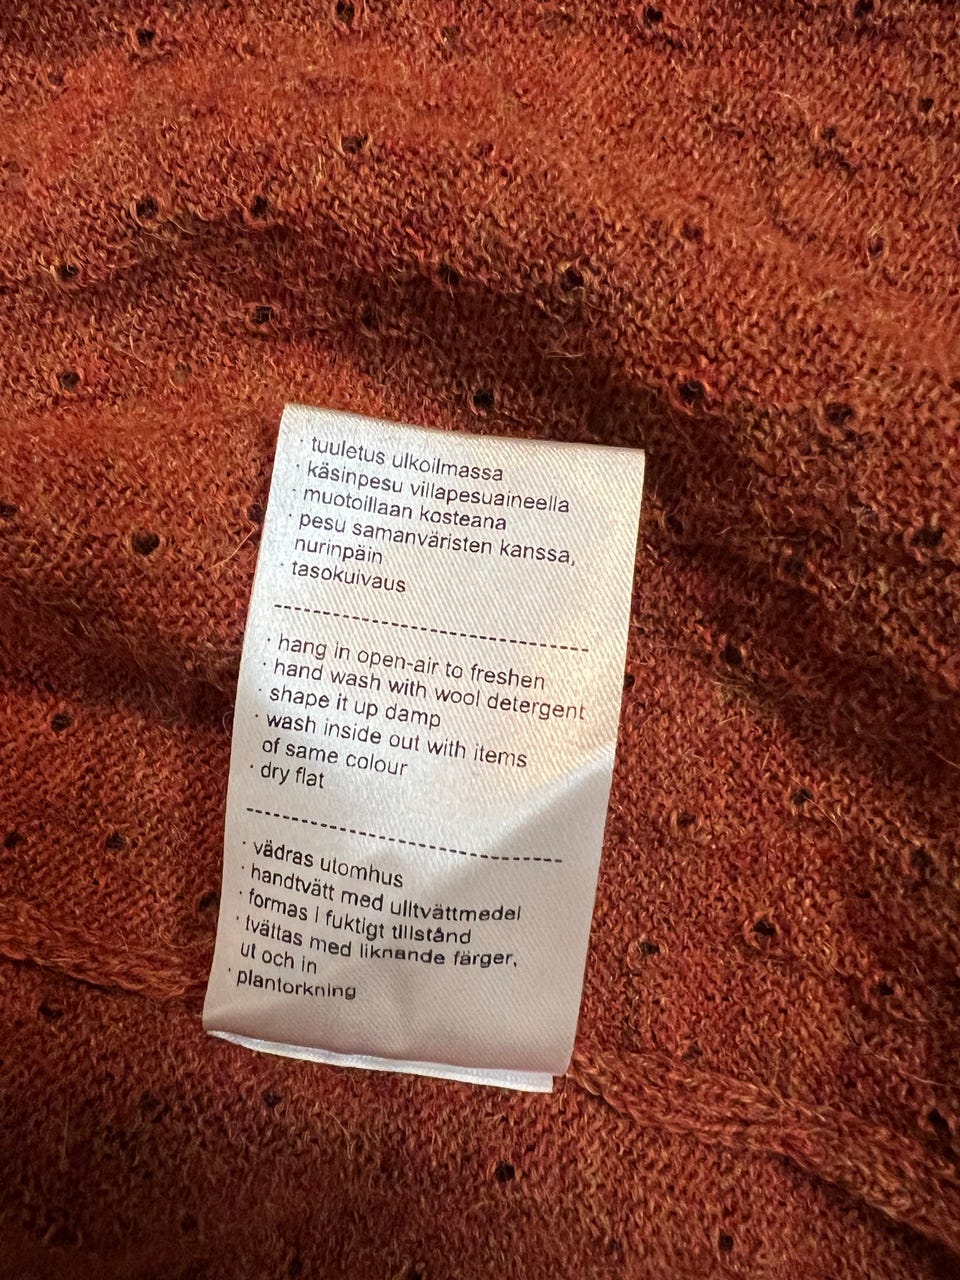 · tuuletus ulkoilmassa
· käsinpesu villapesuaineella
· muotoillaan kosteana
· pesu samanväristen kanssa,
nurinpäin
· tasokuivaus
--------------------------------
· hang in open-air to freshen
· hand wash with wool detergent
· shape it up damp
· wash inside out with items
of same colour
· dry flat
--------------------------------
· vädras utomhus
· handtvätt med ulltvättmedel
· formas i fuktigt tillstånd
· tvättas med liknande färger,
ut och in
· plantorkning